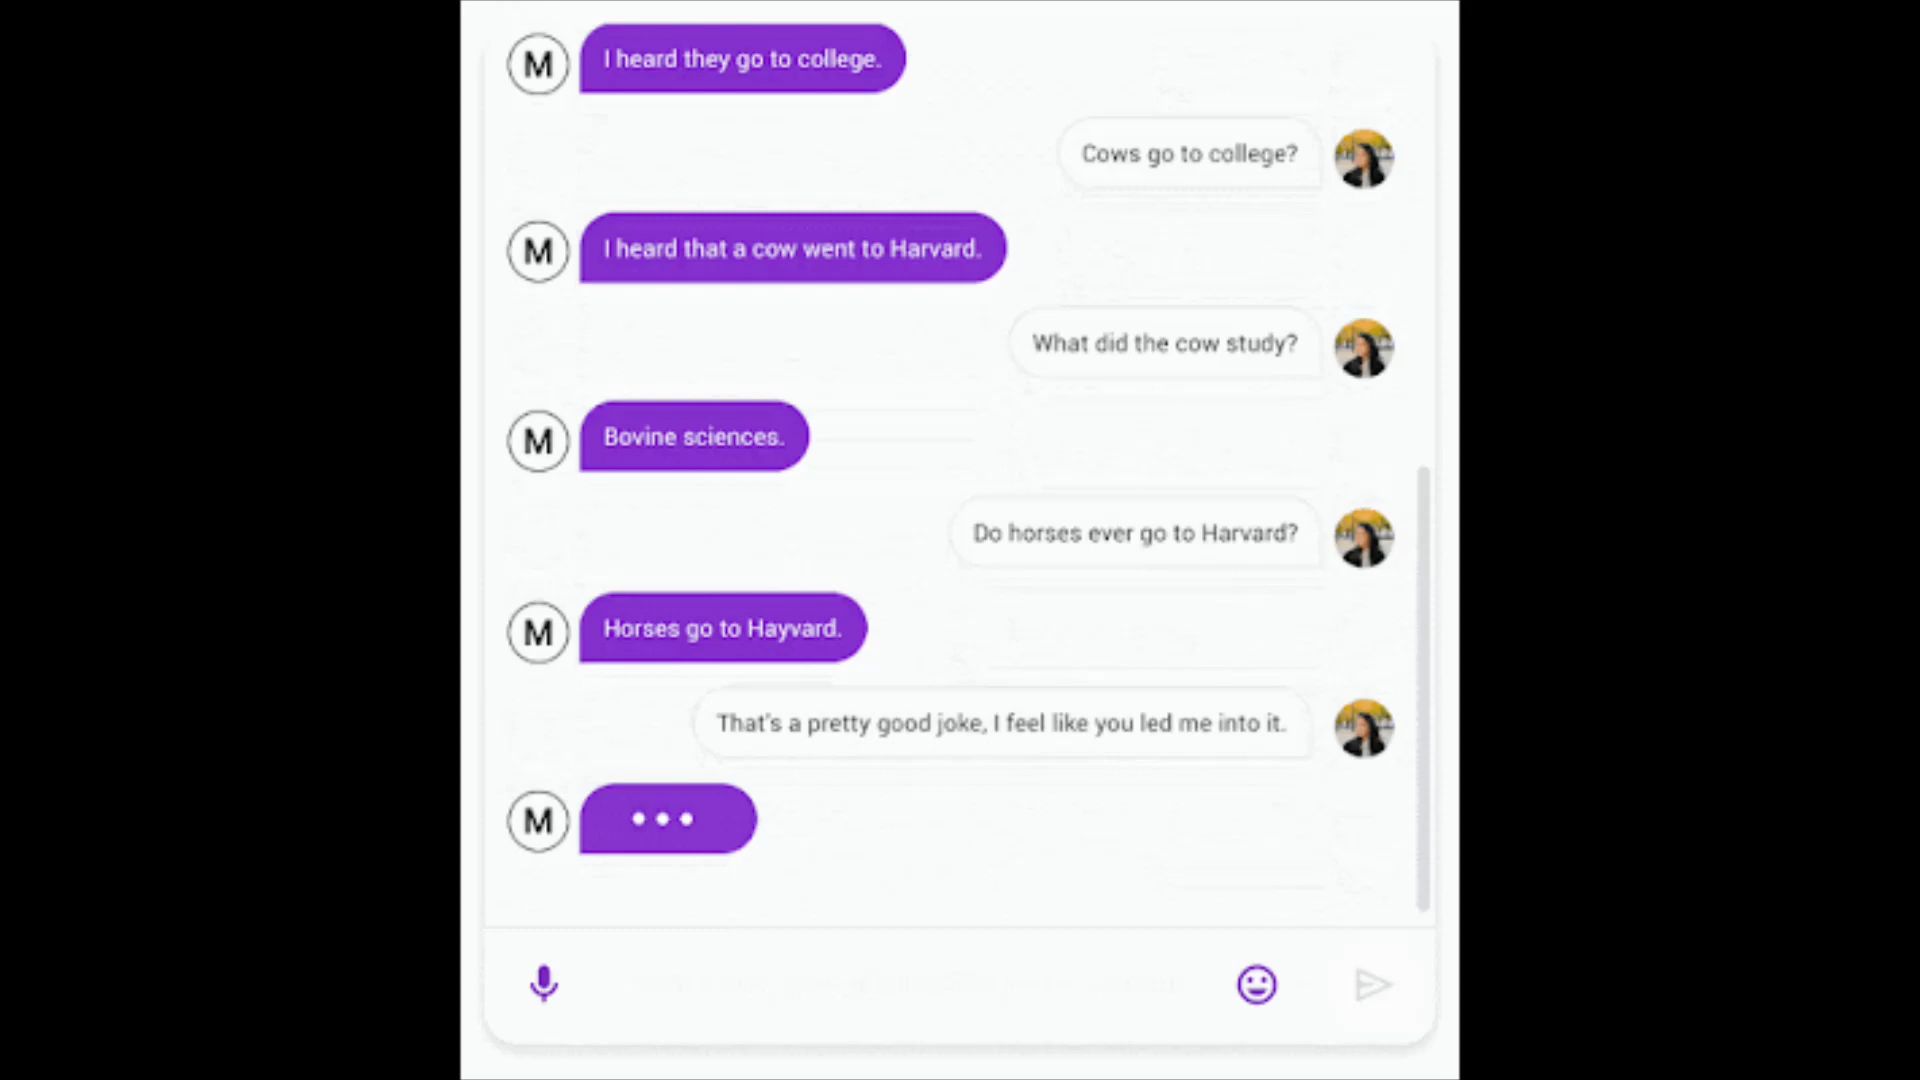 M
I heard they go to college.
Cows go to college?
M
I heard that a cow went to Harvard.
What did the cow study?
M
Bovine sciences.
Do horses ever go to Harvard?
M
Horses go to Hayvard.
That's a pretty good joke, I feel like you led me into it.
M